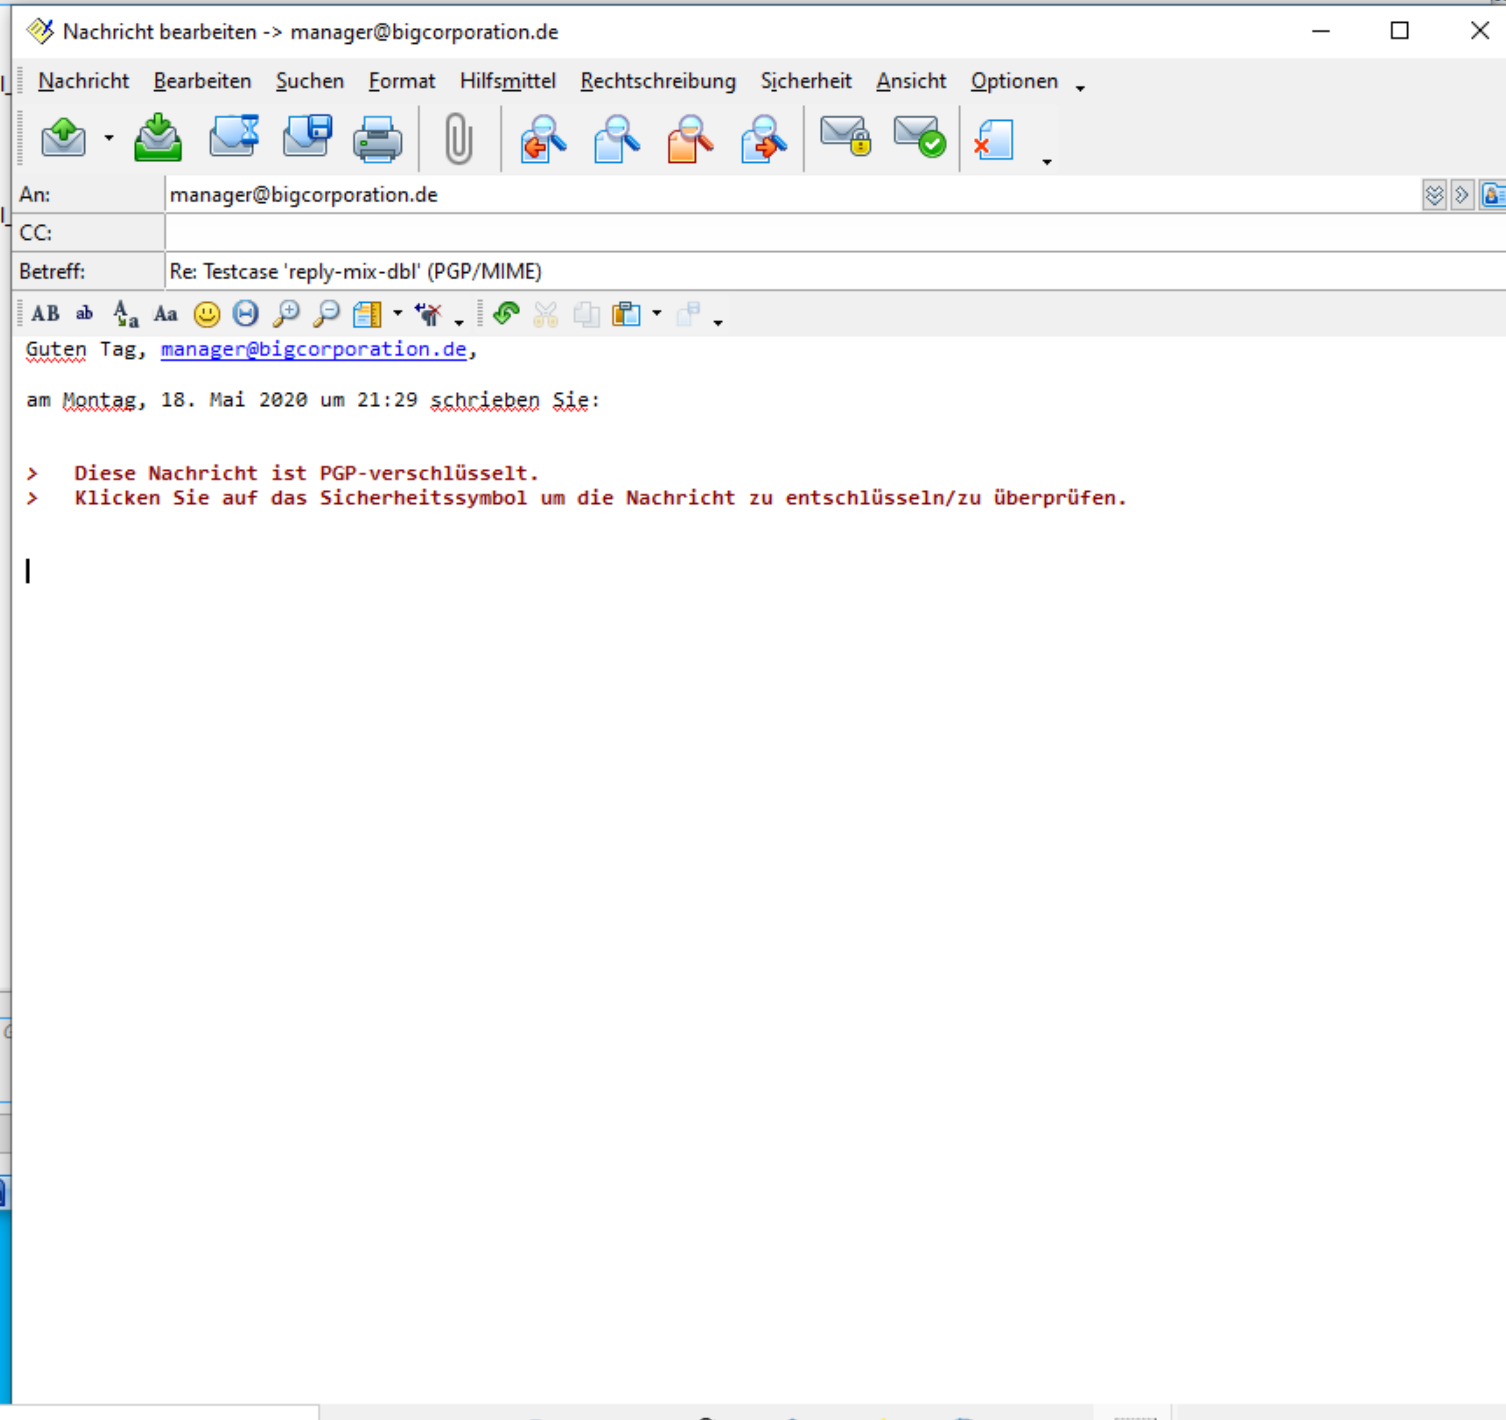 Nachricht bearbeiten -> manager@bigcorporation.de
Nachricht Bearbeiten Suchen Format Hilfsmittel Rechtschreibung Sicherheit Ansicht Optionen
An: manager@bigcorporation.de
CC:
Betreff: Re: Testcase 'reply-mix-dbl' (PGP/MIME)
AB ab Aa Aa
Guten Tag, manager@bigcorporation.de,
am Montag, 18. Mai 2020 um 21:29 schrieben Sie:
> Diese Nachricht ist PGP-verschlüsselt.
> Klicken Sie auf das Sicherheitssymbol um die Nachricht zu entschlüsseln/zu überprüfen.